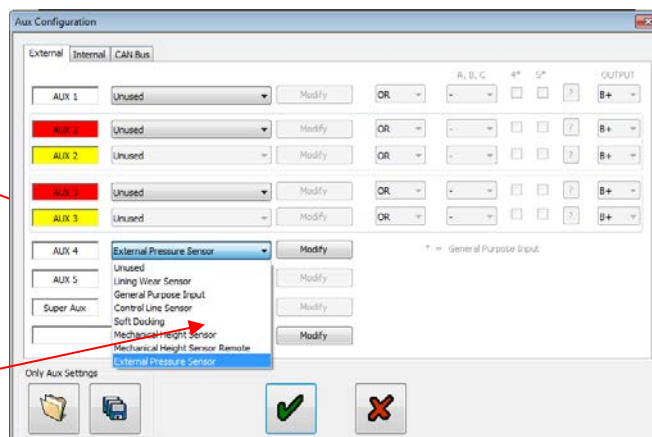 Aux Configuration
External Internal CAN Bus
A, B, C 4* 5* OUTPUT
AUX 1 Unused Modify OR - ? B+
AUX 2 Unused Modify OR - ? B+
AUX 2 Unused Modify OR - ? B+
AUX 3 Unused Modify OR - ? B+
AUX 3 Unused Modify OR - ? B+
AUX 4 External Pressure Sensor Modify * = General Purpose Input
Unused
AUX 5 Lining Wear Sensor Modify
General Purpose Input
Super Aux Control Line Sensor Modify
Soft Docking
Mechanical Height Sensor Modify
Mechanical Height Sensor Remote
External Pressure Sensor
Only Aux Settings